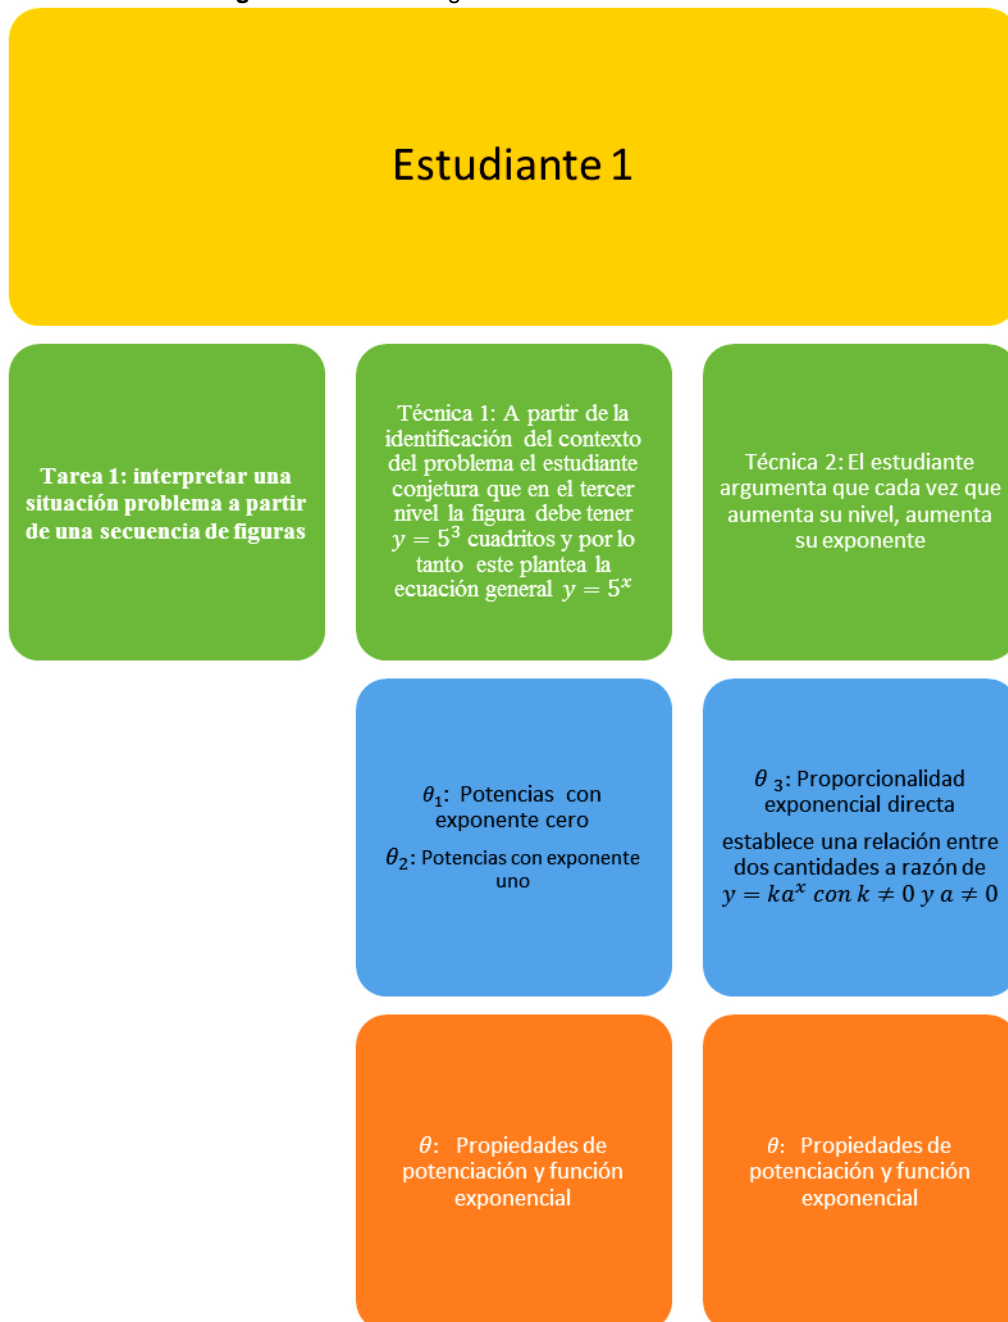 Estudiante 1
Tarea 1: interpretar una
situación problema a partir
de una secuencia de figuras
Técnica 1: A partir de la
identificación del contexto
del problema el estudiante
conjetura que en el tercer
nivel la figura debe tener
y = 5³ cuadritos y por lo
tanto este plantea la
ecuación general y = 5ˣ
Técnica 2: El estudiante
argumenta que cada vez que
aumenta su nivel, aumenta
su exponente
θ₁: Potencias con
exponente cero
θ₂: Potencias con exponente
uno
θ ₃: Proporcionalidad
exponencial directa
establece una relación entre
dos cantidades a razón de
y = kaˣ con k ≠ 0 y a ≠ 0
θ: Propiedades de
potenciación y función
exponencial
θ: Propiedades de
potenciación y función
exponencial